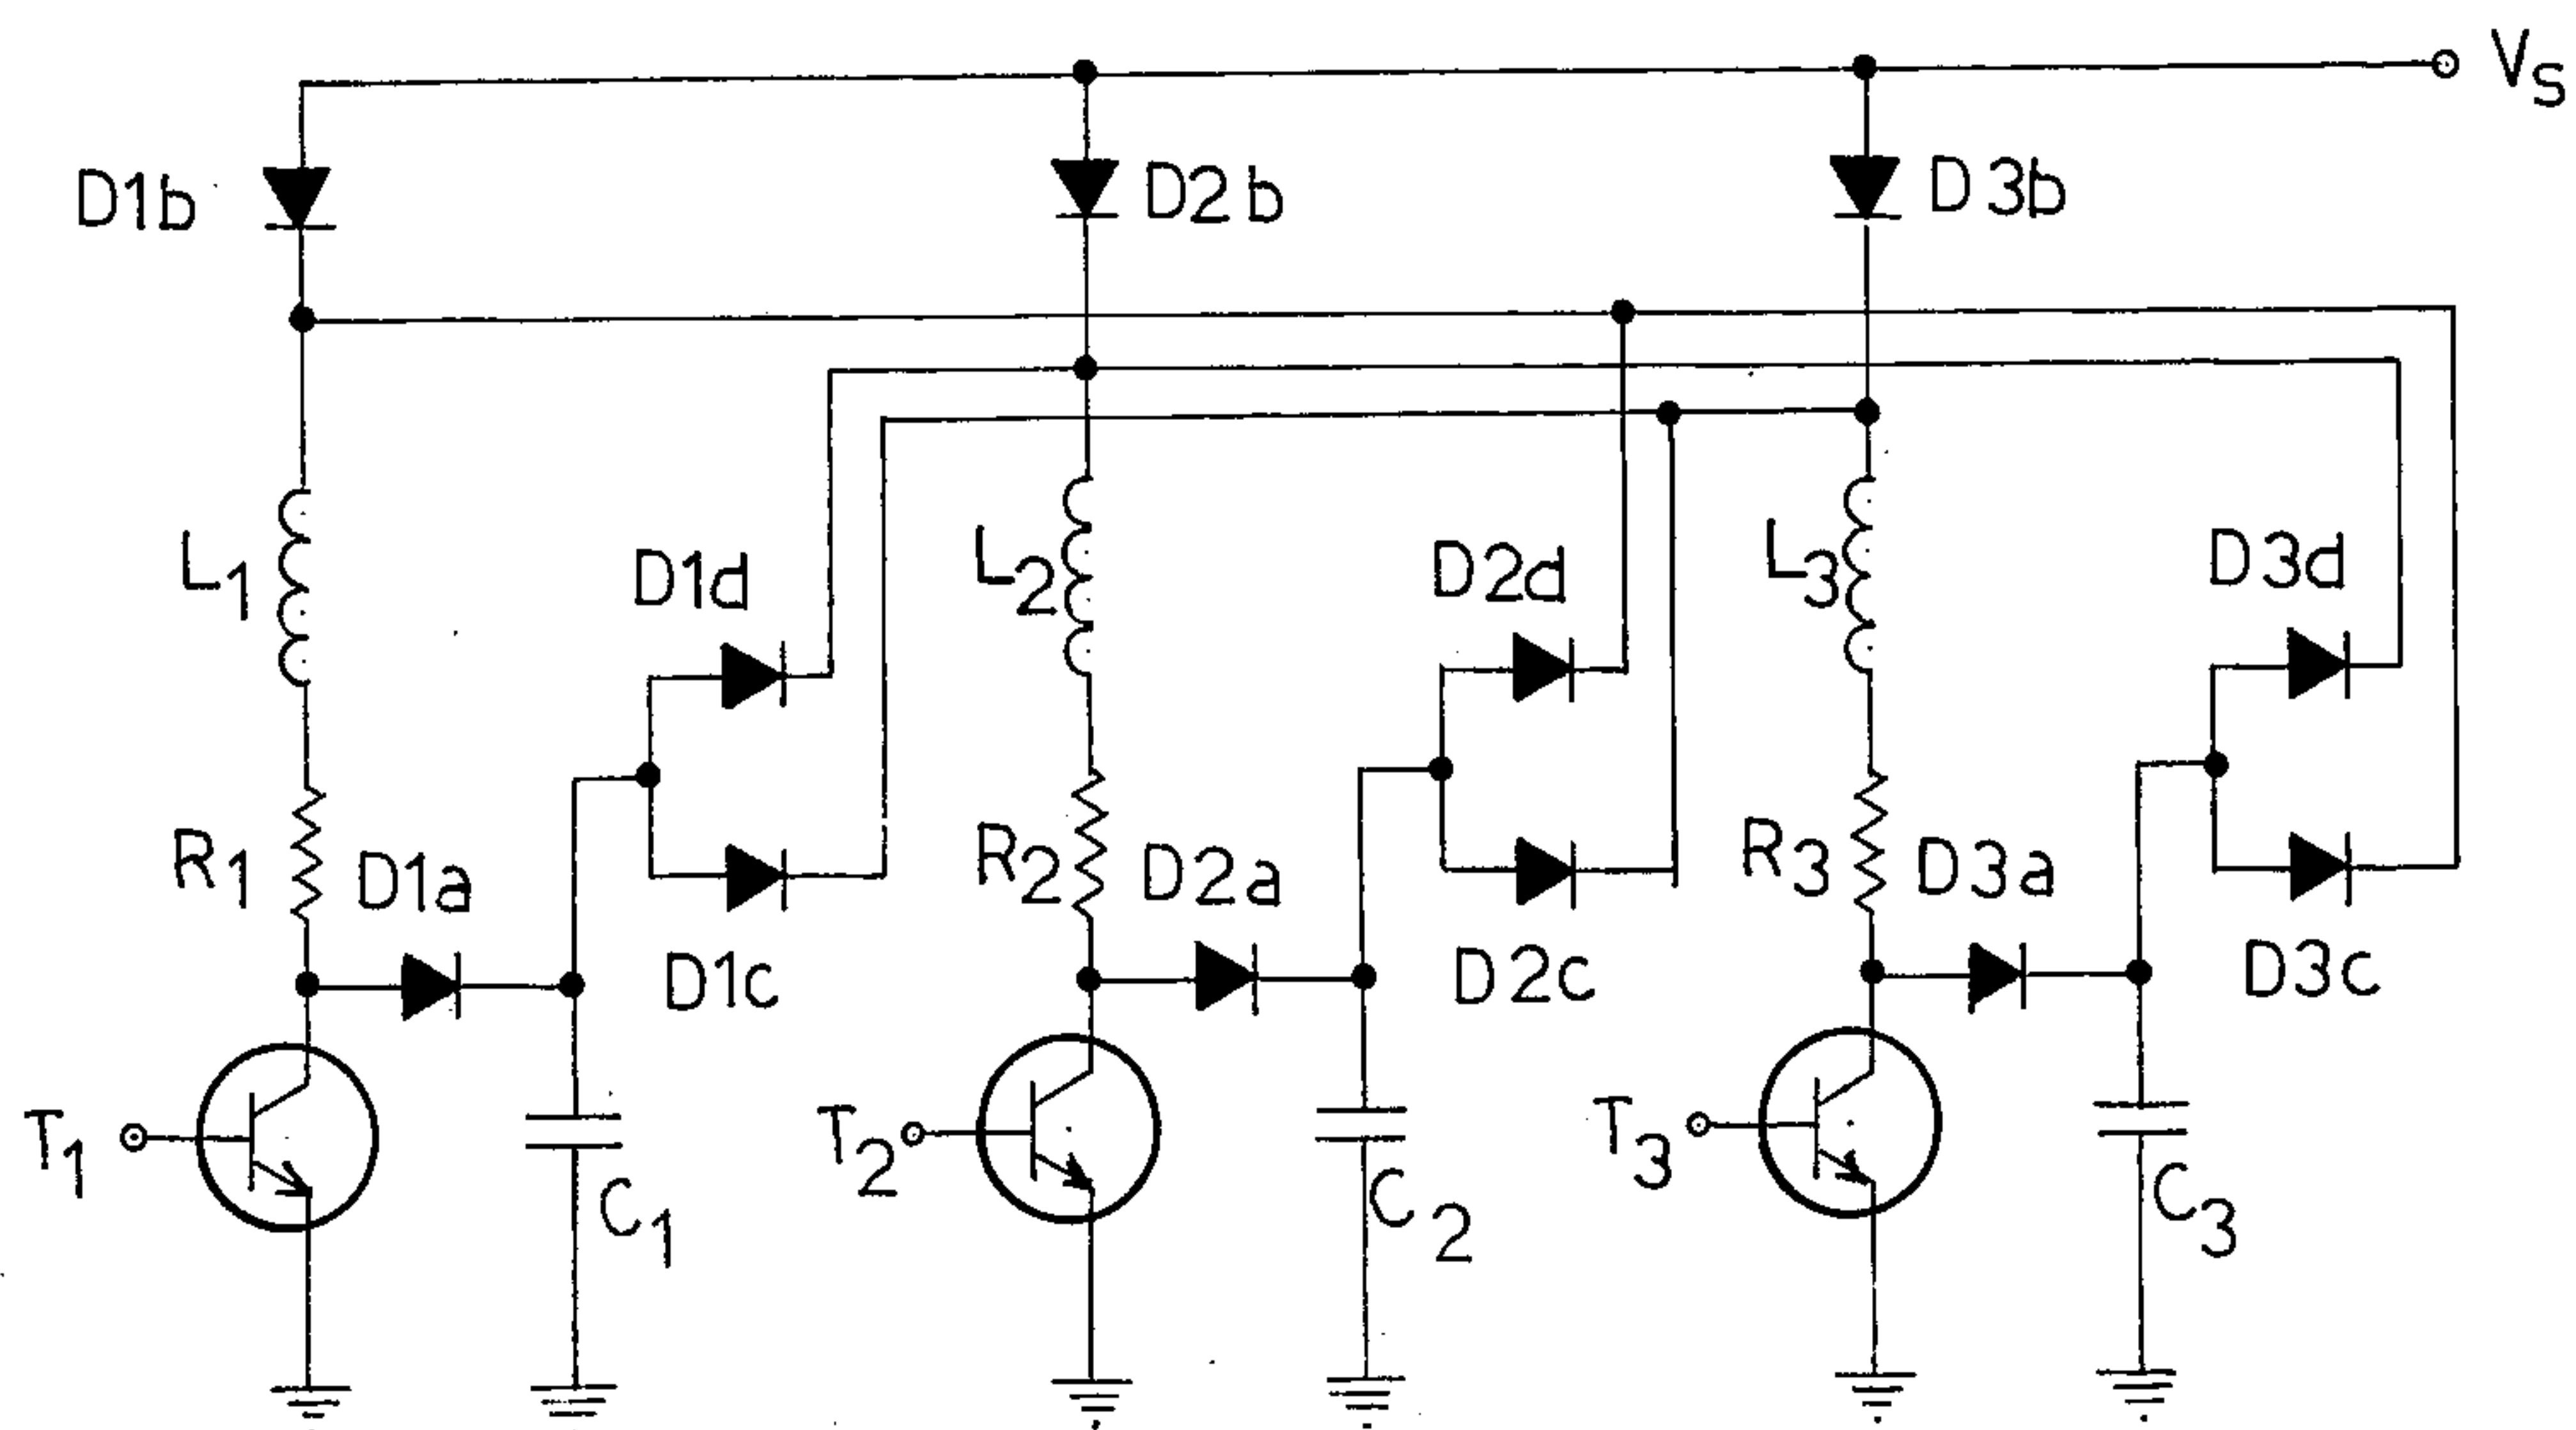 V_S
D1b
D2b
D3b
L1
D1d
L2
D2d
L3
D3d
R1
D1a
R2
D2a
R3
D3a
D1c
D2c
D3c
T1
C1
T2
C2
T3
C3